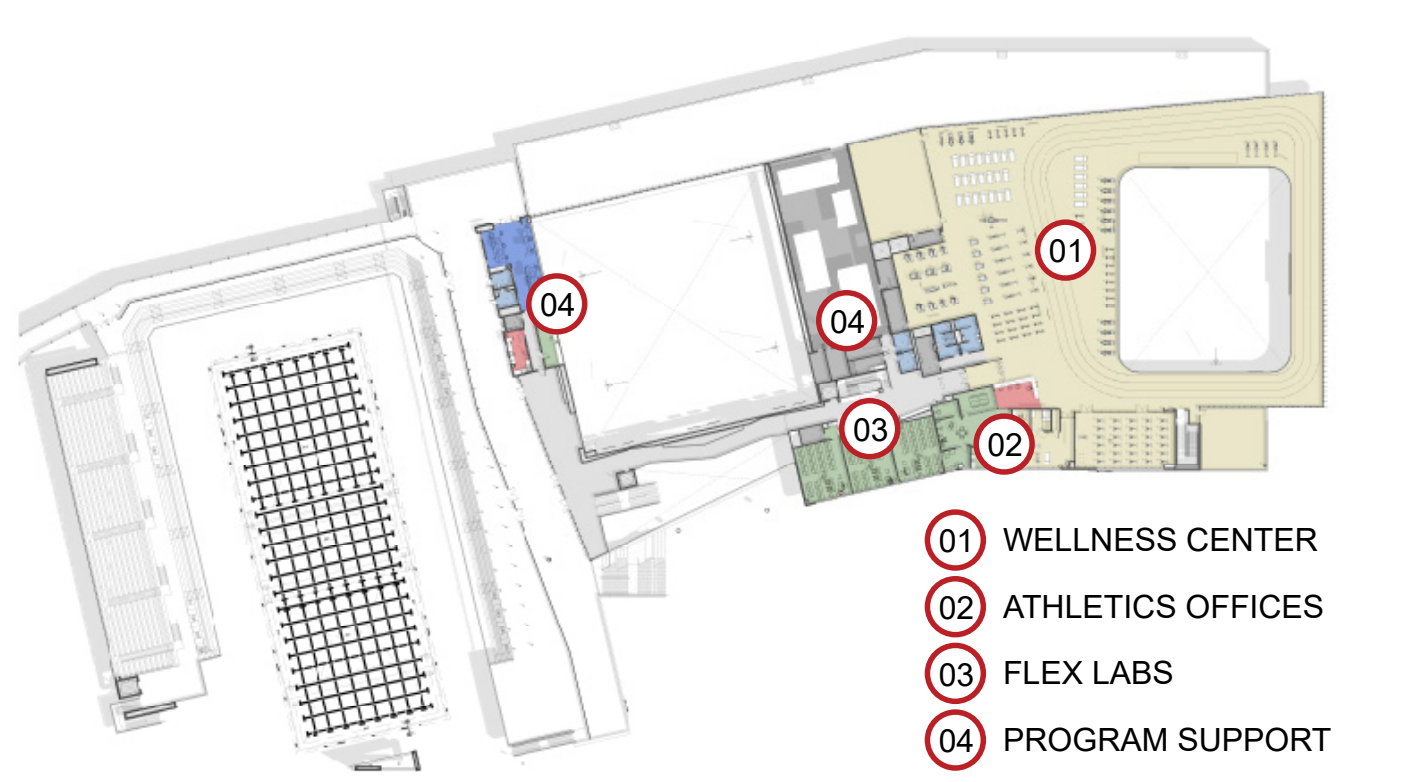 01
04
04
03
02
01 WELLNESS CENTER
02 ATHLETICS OFFICES
03 FLEX LABS
04 PROGRAM SUPPORT